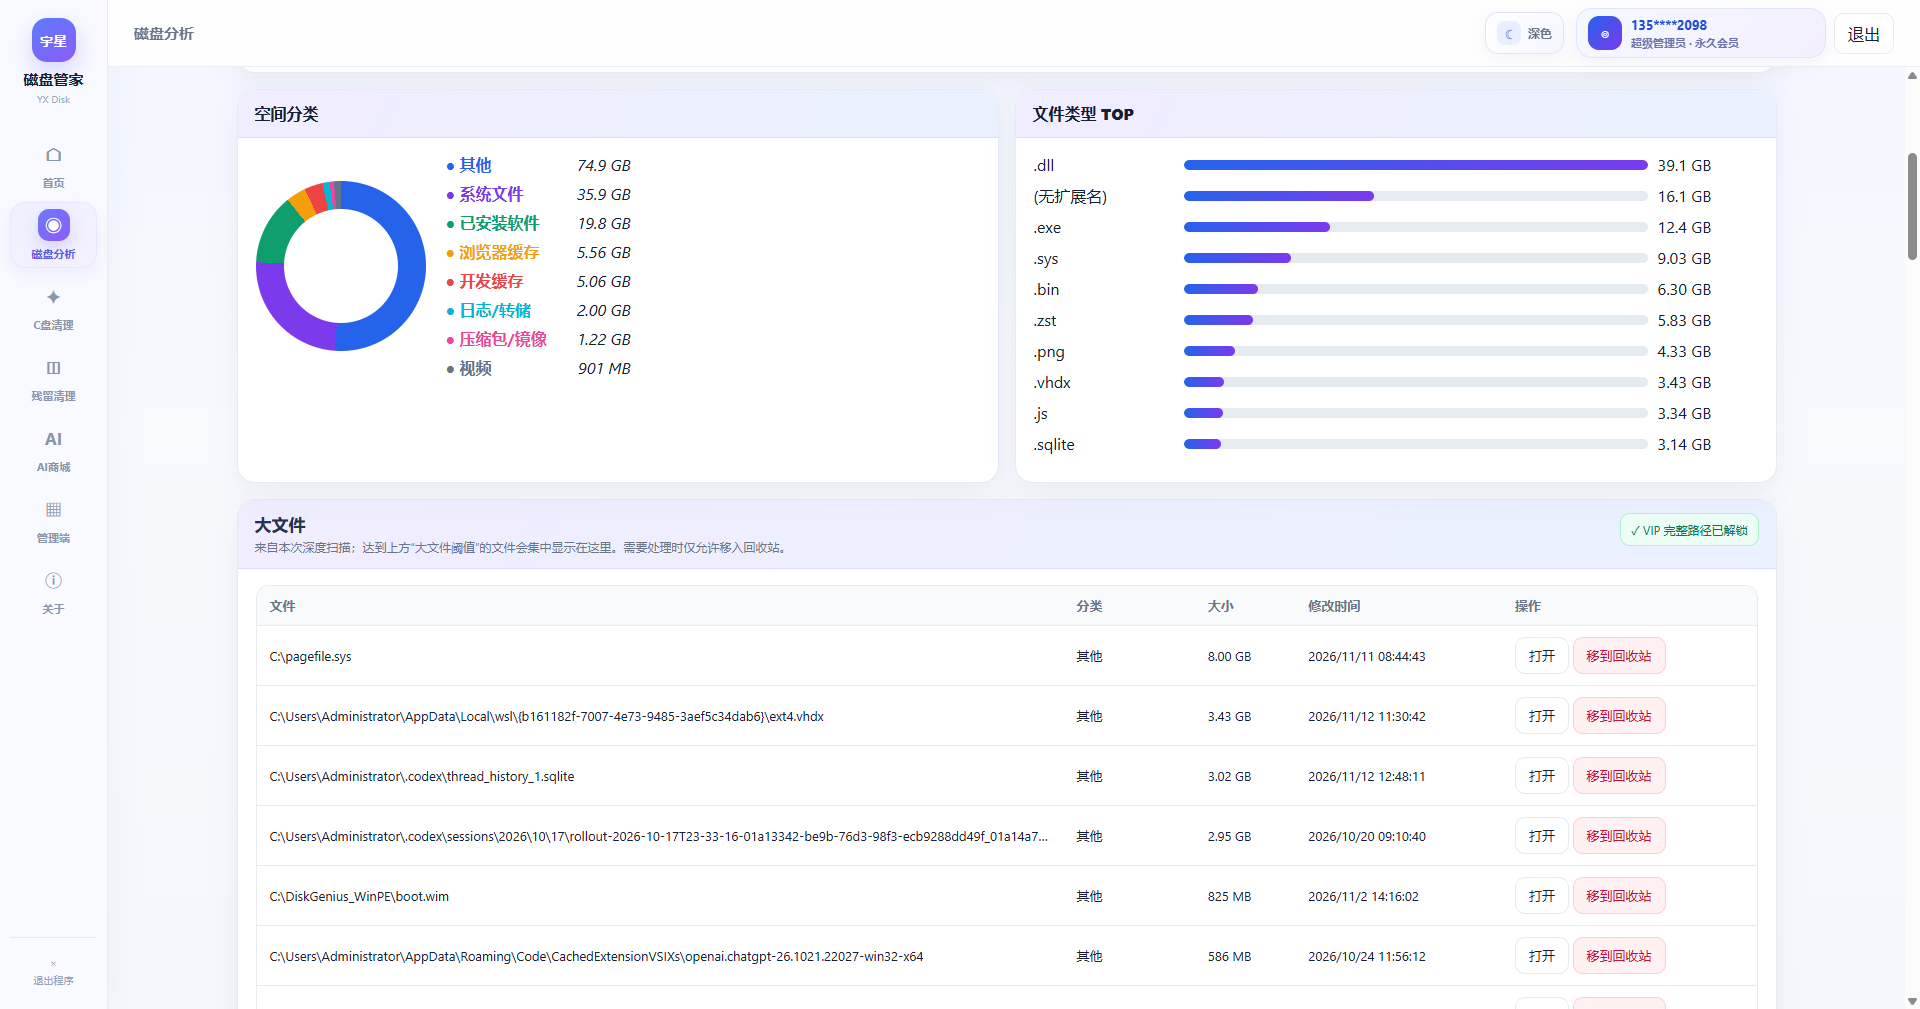 宇星
磁盘管家
YX Disk
首页
磁盘分析
C盘清理
残留清理
AI
AI商城
管理端
关于
×
退出程序
磁盘分析
深色
135****2098
超级管理员 · 永久会员
退出
空间分类
其他 74.9 GB
系统文件 35.9 GB
已安装软件 19.8 GB
浏览器缓存 5.56 GB
开发缓存 5.06 GB
日志/转储 2.00 GB
压缩包/镜像 1.22 GB
视频 901 MB
文件类型 TOP
.dll 39.1 GB
(无扩展名) 16.1 GB
.exe 12.4 GB
.sys 9.03 GB
.bin 6.30 GB
.zst 5.83 GB
.png 4.33 GB
.vhdx 3.43 GB
.js 3.34 GB
.sqlite 3.14 GB
大文件
来自本次深度扫描；达到上方“大文件阈值”的文件会集中显示在这里。需要处理时仅允许移入回收站。
✓ VIP 完整路径已解锁
文件 分类 大小 修改时间 操作
C:\pagefile.sys 其他 8.00 GB 2026/11/11 08:44:43 打开 移到回收站
C:\Users\Administrator\AppData\Local\wsl\{b161182f-7007-4e73-9485-3aef5c34dab6}\ext4.vhdx 其他 3.43 GB 2026/11/12 11:30:42 打开 移到回收站
C:\Users\Administrator\.codex\thread_history_1.sqlite 其他 3.02 GB 2026/11/12 12:48:11 打开 移到回收站
C:\Users\Administrator\.codex\sessions\2026\10\17\rollout-2026-10-17T23-33-16-01a13342-be9b-76d3-98f3-ecb9288dd49f_01a14a7... 其他 2.95 GB 2026/10/20 09:10:40 打开 移到回收站
C:\DiskGenius_WinPE\boot.wim 其他 825 MB 2026/11/2 14:16:02 打开 移到回收站
C:\Users\Administrator\AppData\Roaming\Code\CachedExtensionVSIXs\openai.chatgpt-26.1021.22027-win32-x64 其他 586 MB 2026/10/24 11:56:12 打开 移到回收站